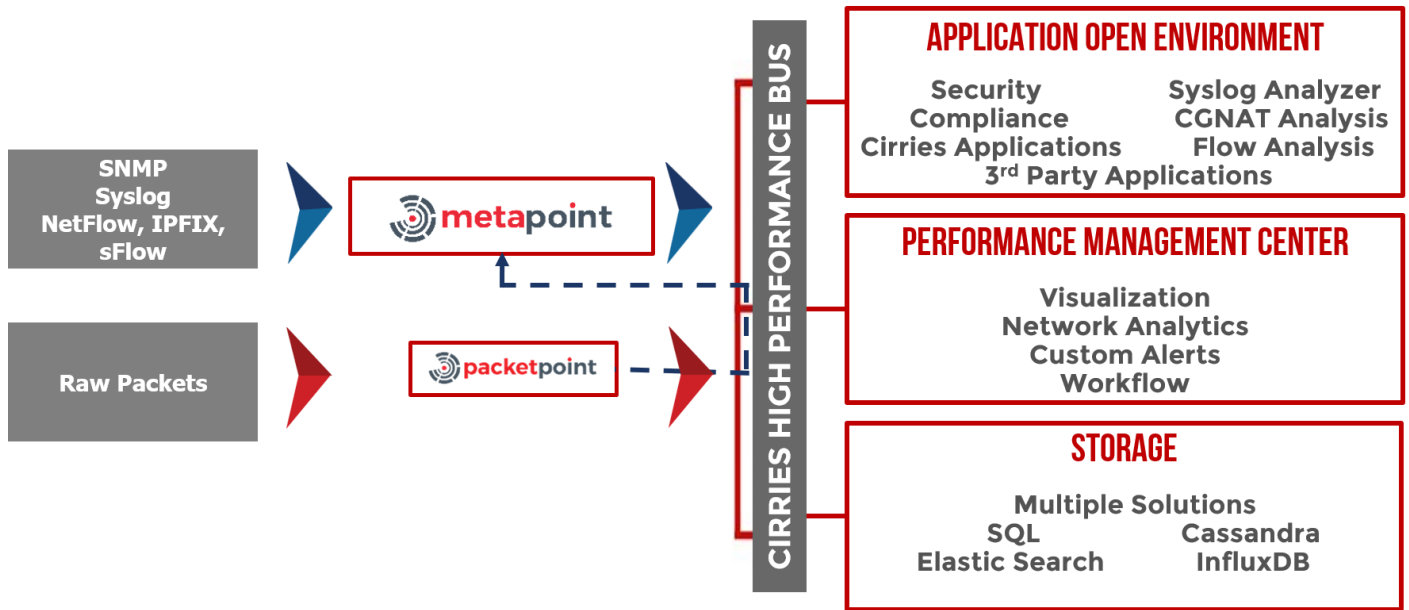 SNMP
Syslog
NetFlow, IPFIX,
sFlow
metapoint
Raw Packets
packetpoint
CIRRIES HIGH PERFORMANCE BUS
APPLICATION OPEN ENVIRONMENT
Security Syslog Analyzer
Compliance CGNAT Analysis
Cirries Applications Flow Analysis
3rd Party Applications
PERFORMANCE MANAGEMENT CENTER
Visualization
Network Analytics
Custom Alerts
Workflow
STORAGE
Multiple Solutions
SQL Cassandra
Elastic Search InfluxDB